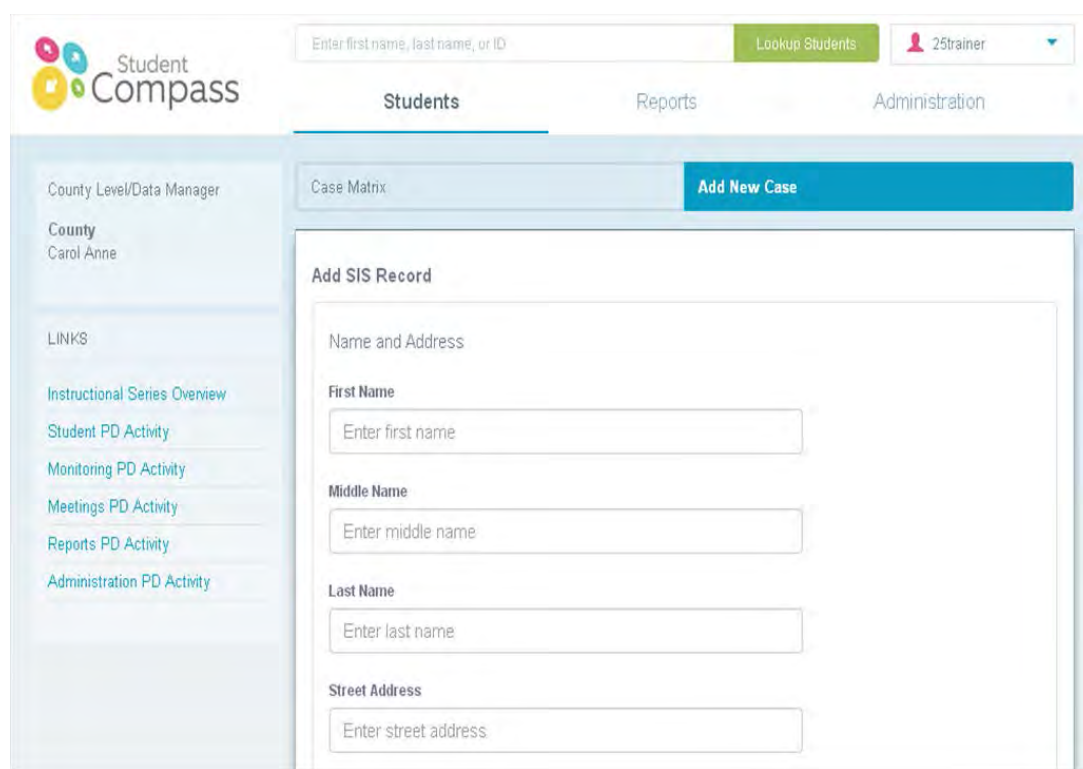 Student
Compass
Enter first name, last name, or ID
Lookup Students
25trainer
Students
Reports
Administration
County Level/Data Manager
County
Carol Anne
LINKS
Instructional Series Overview
Student PD Activity
Monitoring PD Activity
Meetings PD Activity
Reports PD Activity
Administration PD Activity
Case Matrix
Add New Case
Add SIS Record
Name and Address
First Name
Enter first name
Middle Name
Enter middle name
Last Name
Enter last name
Street Address
Enter street address